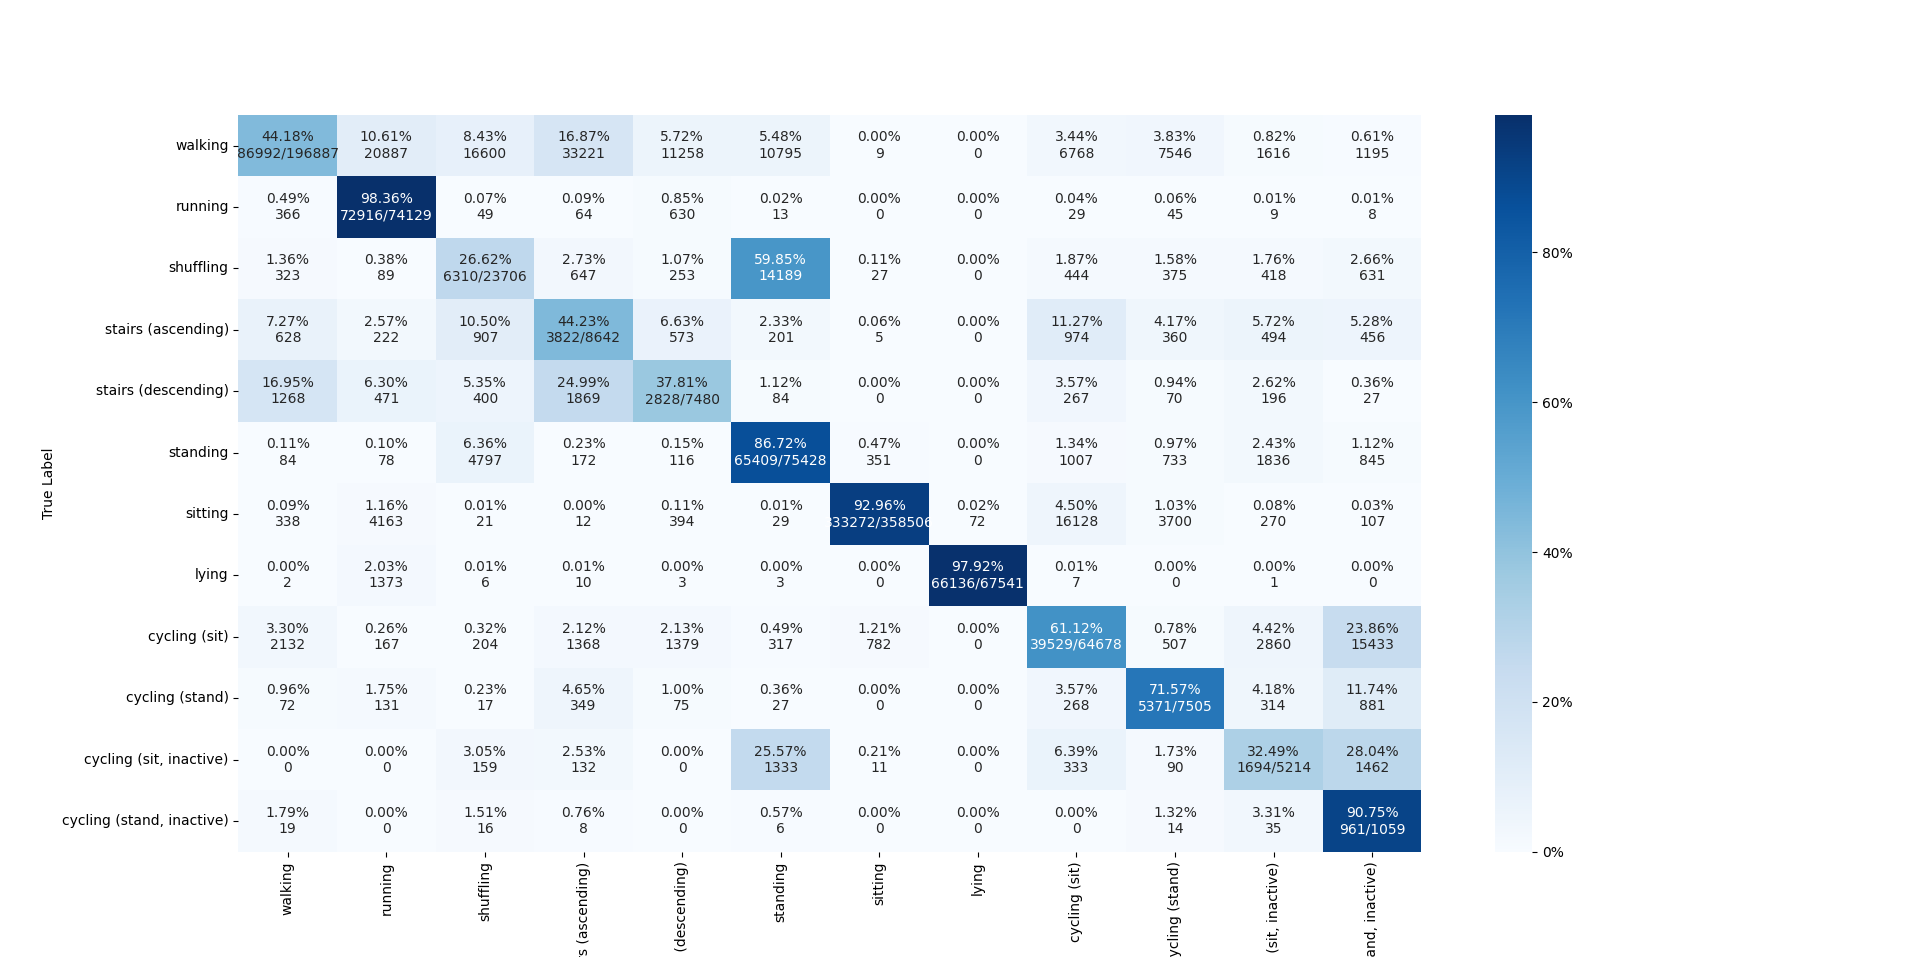 walking
44.18% 10.61% 8.43% 16.87% 5.72% 5.48% 0.00% 0.00% 3.44% 3.83% 0.82% 0.61%
86992/196887 20887 16600 33221 11258 10795 9 0 6768 7546 1616 1195
running
0.49% 98.36% 0.07% 0.09% 0.85% 0.02% 0.00% 0.00% 0.04% 0.06% 0.01% 0.01%
366 72916/74129 49 64 630 13 0 0 29 45 9 8
shuffling
1.36% 0.38% 26.62% 2.73% 1.07% 59.85% 0.11% 0.00% 1.87% 1.58% 1.76% 2.66%
323 89 6310/23706 647 253 14189 27 0 444 375 418 631
stairs (ascending)
7.27% 2.57% 10.50% 44.23% 6.63% 2.33% 0.06% 0.00% 11.27% 4.17% 5.72% 5.28%
628 222 907 3822/8642 573 201 5 0 974 360 494 456
stairs (descending)
16.95% 6.30% 5.35% 24.99% 37.81% 1.12% 0.00% 0.00% 3.57% 0.94% 2.62% 0.36%
1268 471 400 1869 2828/7480 84 0 0 267 70 196 27
standing
0.11% 0.10% 6.36% 0.23% 0.15% 86.72% 0.47% 0.00% 1.34% 0.97% 2.43% 1.12%
84 78 4797 172 116 65409/75428 351 0 1007 733 1836 845
sitting
0.09% 1.16% 0.01% 0.00% 0.11% 0.01% 92.96% 0.02% 4.50% 1.03% 0.08% 0.03%
338 4163 21 12 394 29 333272/358506 72 16128 3700 270 107
lying
0.00% 2.03% 0.01% 0.01% 0.00% 0.00% 0.00% 97.92% 0.01% 0.00% 0.00% 0.00%
2 1373 6 10 3 3 0 66136/67541 7 0 1 0
cycling (sit)
3.30% 0.26% 0.32% 2.12% 2.13% 0.49% 1.21% 0.00% 61.12% 0.78% 4.42% 23.86%
2132 167 204 1368 1379 317 782 0 39529/64678 507 2860 15433
cycling (stand)
0.96% 1.75% 0.23% 4.65% 1.00% 0.36% 0.00% 0.00% 3.57% 71.57% 4.18% 11.74%
72 131 17 349 75 27 0 0 268 5371/7505 314 881
cycling (sit, inactive)
0.00% 0.00% 3.05% 2.53% 0.00% 25.57% 0.21% 0.00% 6.39% 1.73% 32.49% 28.04%
0 0 159 132 0 1333 11 0 333 90 1694/5214 1462
cycling (stand, inactive)
1.79% 0.00% 1.51% 0.76% 0.00% 0.57% 0.00% 0.00% 0.00% 1.32% 3.31% 90.75%
19 0 16 8 0 6 0 0 0 14 35 961/1059
True Label
walking
running
shuffling
(ascending)
(descending)
standing
sitting
lying
cycling (sit)
(stand)
(sit, inactive)
inactive)
80%
60%
40%
20%
0%